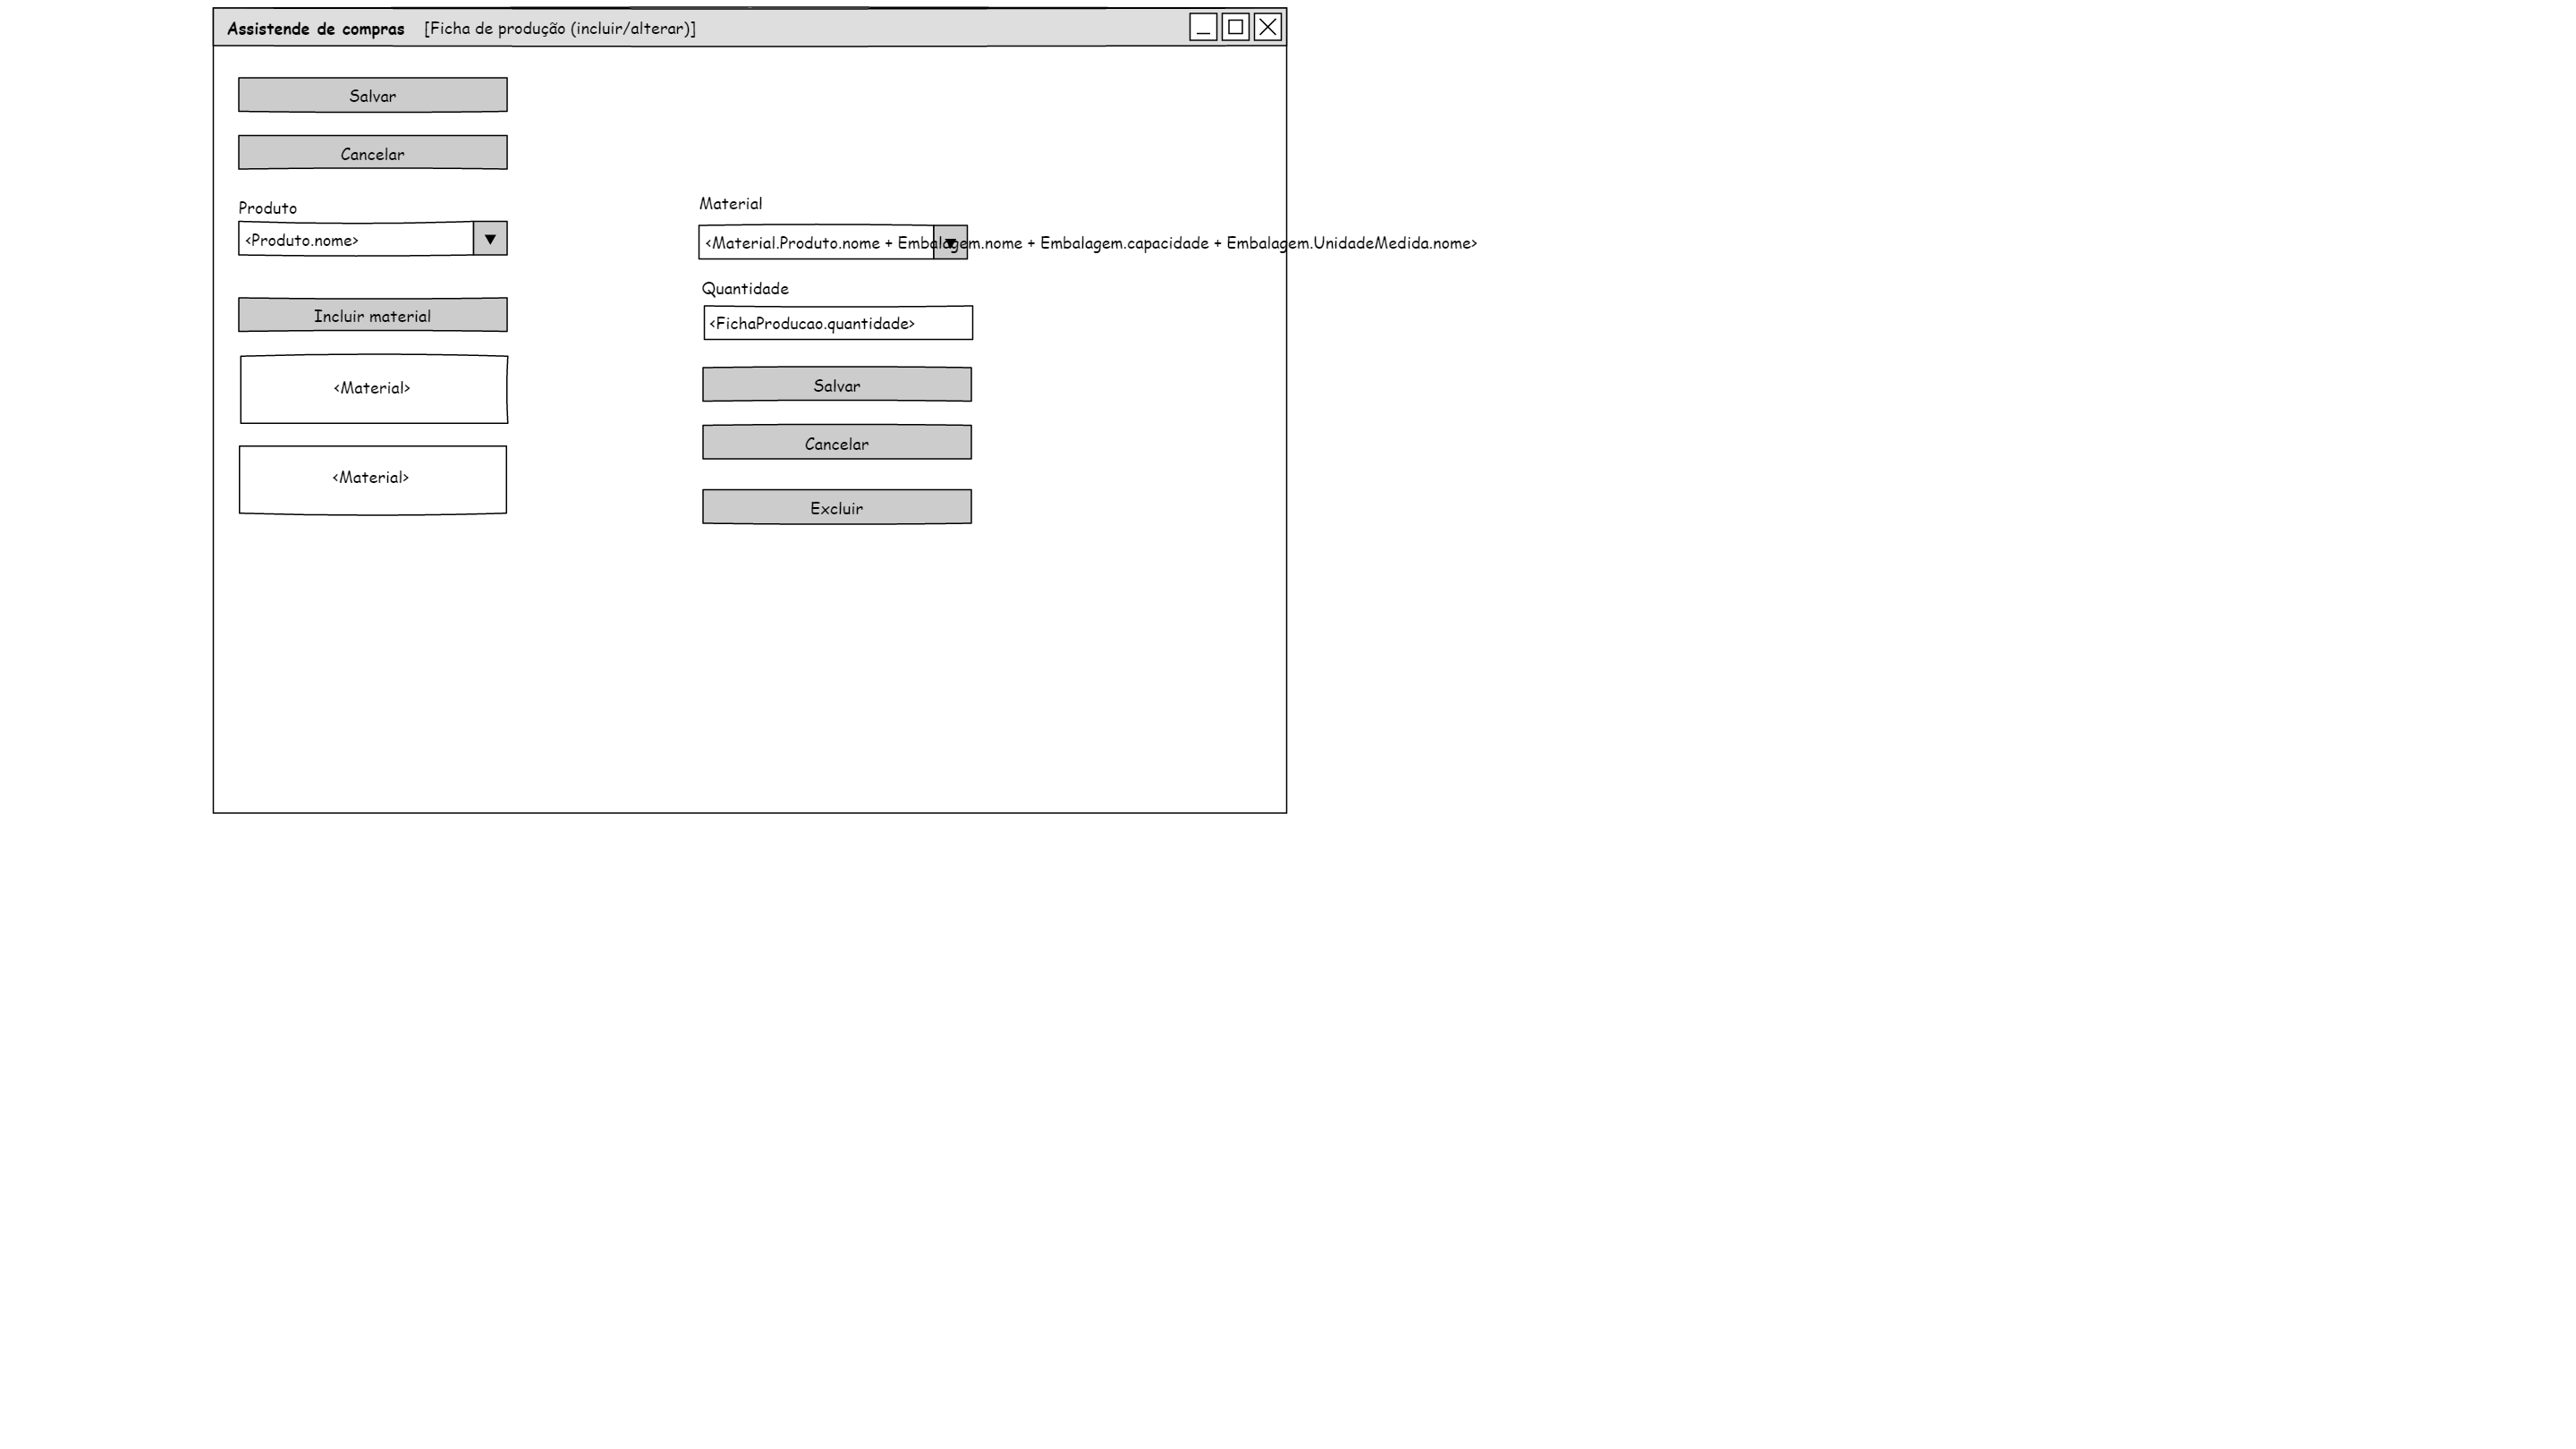 Assistende de compras [Ficha de produção (incluir/alterar)]
Salvar
Cancelar
Produto
<Produto.nome>
Incluir material
<Material>
<Material>
Material
<Material.Produto.nome + Embalagem.nome + Embalagem.capacidade + Embalagem.UnidadeMedida.nome>
Quantidade
<FichaProducao.quantidade>
Salvar
Cancelar
Excluir